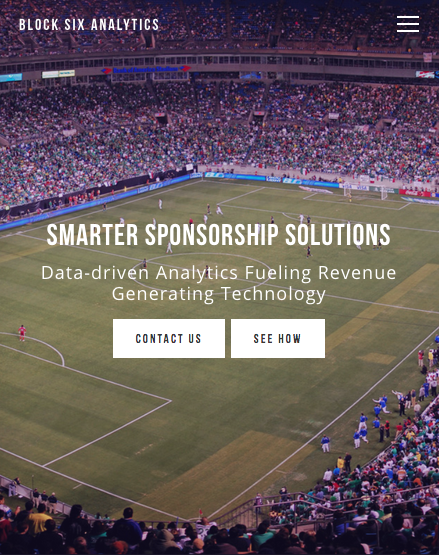 BLOCK SIX ANALYTICS
SMARTER SPONSORSHIP SOLUTIONS
Data-driven Analytics Fueling Revenue
Generating Technology
CONTACT US
SEE HOW